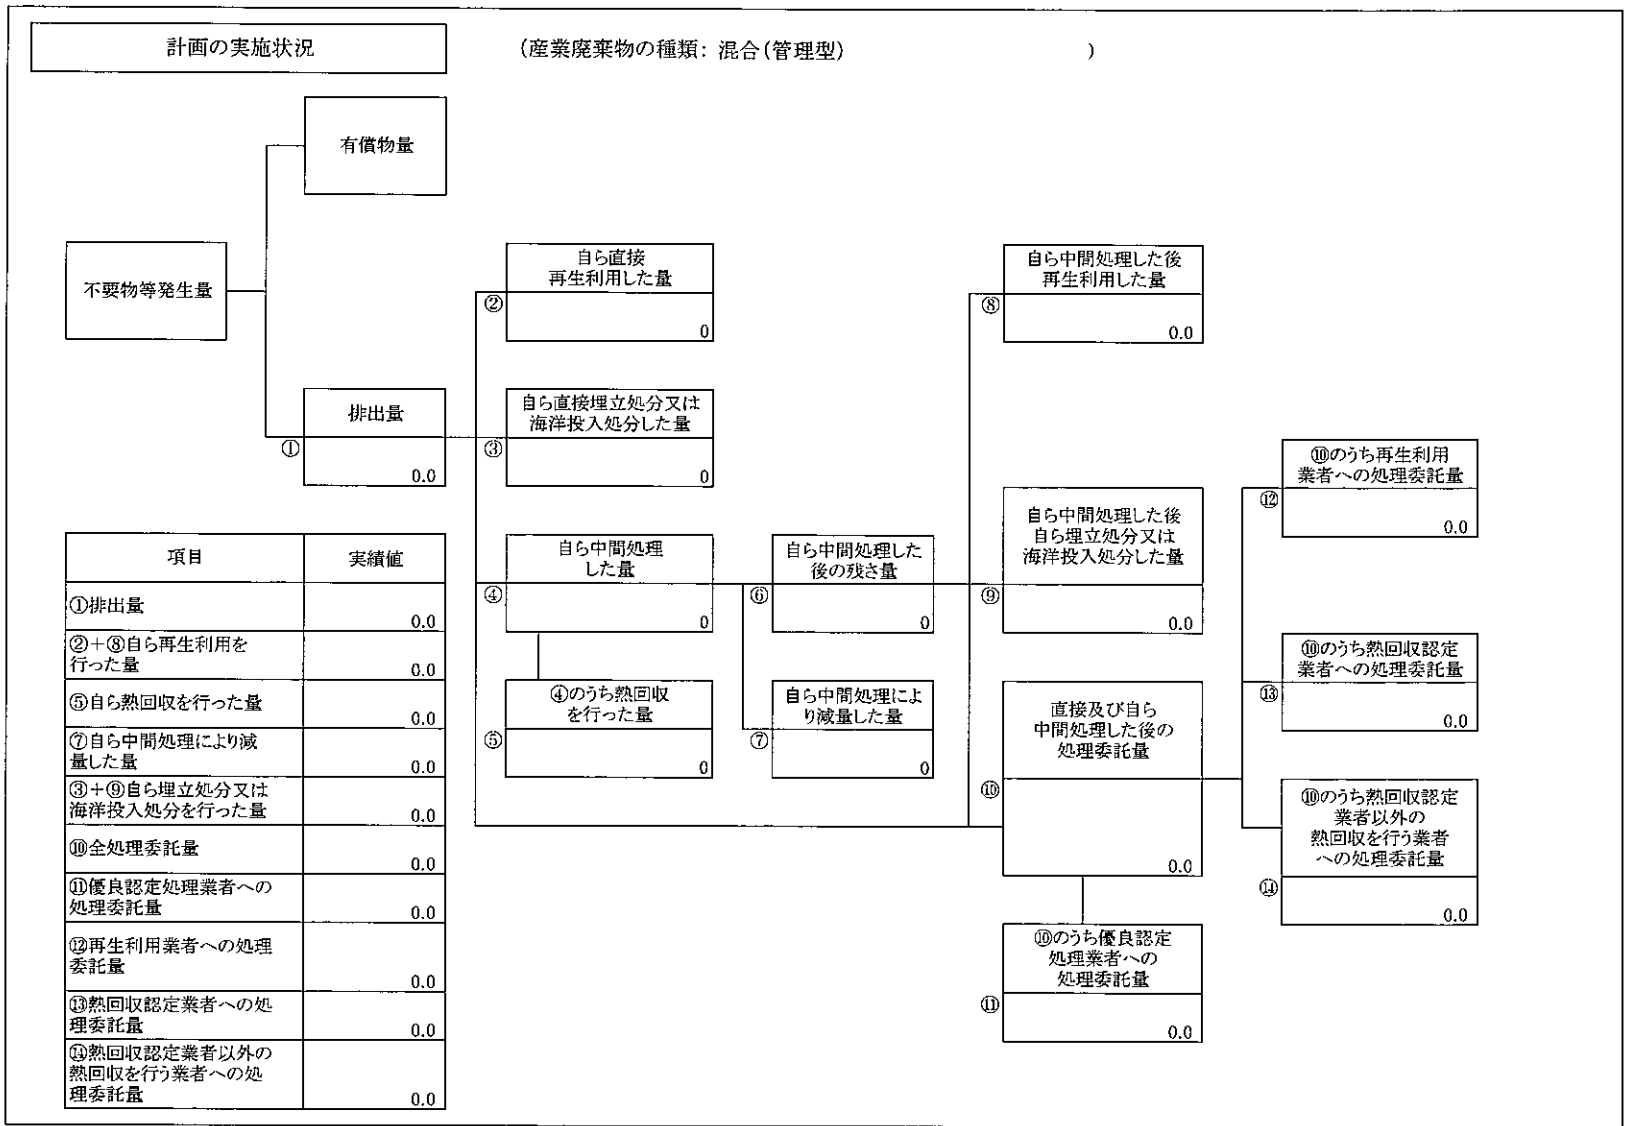 計画の実施状況
(産業廃棄物の種類: 混合(管理型) )
有償物量
不要物等発生量
排出量
①
0.0
自ら直接
再生利用した量
②
0
自ら直接埋立処分又は
海洋投入処分した量
③
0
自ら中間処理
した量
④
0
④のうち熱回収
を行った量
⑤
0
自ら中間処理した
後の残さ量
⑥
0
自ら中間処理によ
り減量した量
⑦
0
自ら中間処理した後
再生利用した量
⑧
0.0
自ら中間処理した後
自ら埋立処分又は
海洋投入処分した量
⑨
0.0
直接及び自ら
中間処理した後の
処理委託量
⑩
0.0
⑩のうち優良認定
処理業者への
処理委託量
⑪
0.0
⑩のうち再生利用
業者への処理委託量
⑫
0.0
⑩のうち熱回収認定
業者への処理委託量
⑬
0.0
⑩のうち熱回収認定
業者以外の
熱回収を行う業者
への処理委託量
⑭
0.0
項目 実績値
①排出量
0.0
②+⑧自ら再生利用を
行った量
0.0
⑤自ら熱回収を行った量
0.0
⑦自ら中間処理により減
量した量
0.0
③+⑨自ら埋立処分又は
海洋投入処分を行った量
0.0
⑩全処理委託量
0.0
⑪優良認定処理業者への
処理委託量
0.0
⑫再生利用業者への処理
委託量
0.0
⑬熱回収認定業者への処
理委託量
0.0
⑭熱回収認定業者以外の
熱回収を行う業者への処
理委託量
0.0